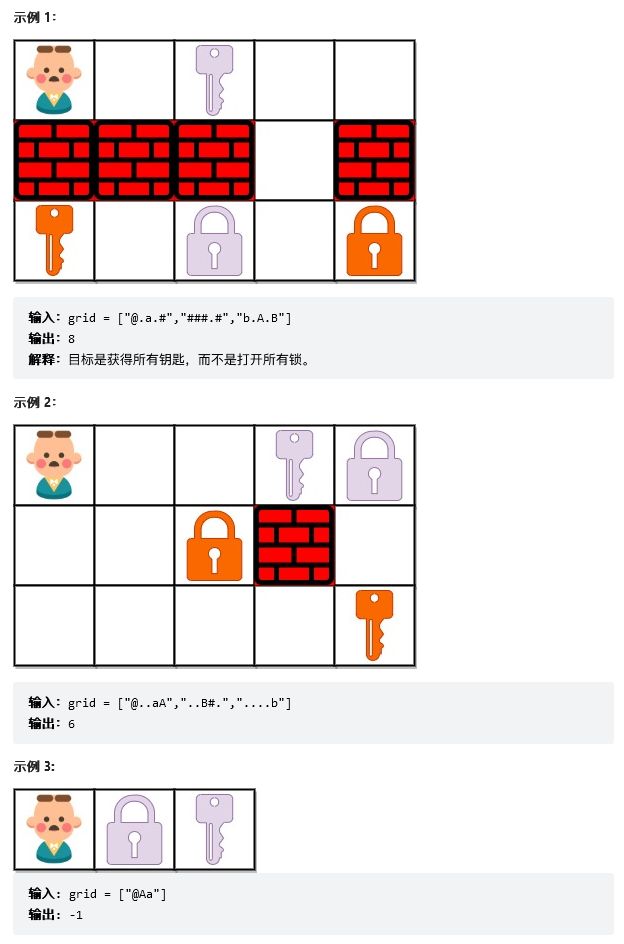 示例 1：
输入：grid = ["@.a.#","###.#","b.A.B"]
输出：8
解释：目标是获得所有钥匙，而不是打开所有锁。
示例 2：
输入：grid = ["@..aA","..B#.","....b"]
输出：6
示例 3:
输入: grid = ["@Aa"]
输出: -1